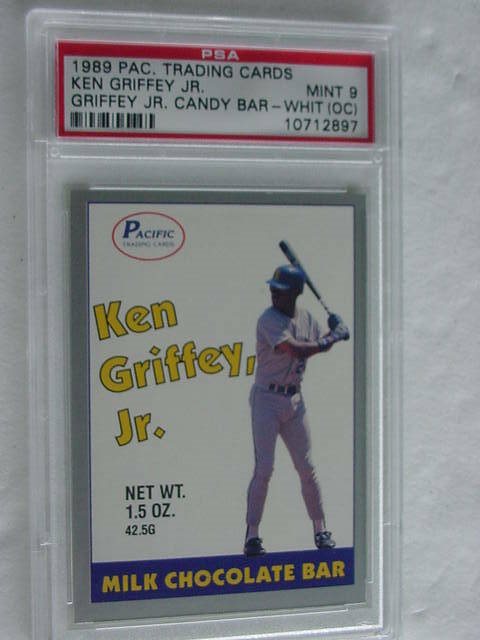 PSA
1989 PAC. TRADING CARDS
KEN GRIFFEY JR. MINT 9
GRIFFEY JR. CANDY BAR-WHIT (OC)
10712897
PACIFIC
TRADING CARDS
Ken
Griffey,
Jr.
NET WT.
1.5 OZ.
42.5G
MILK CHOCOLATE BAR